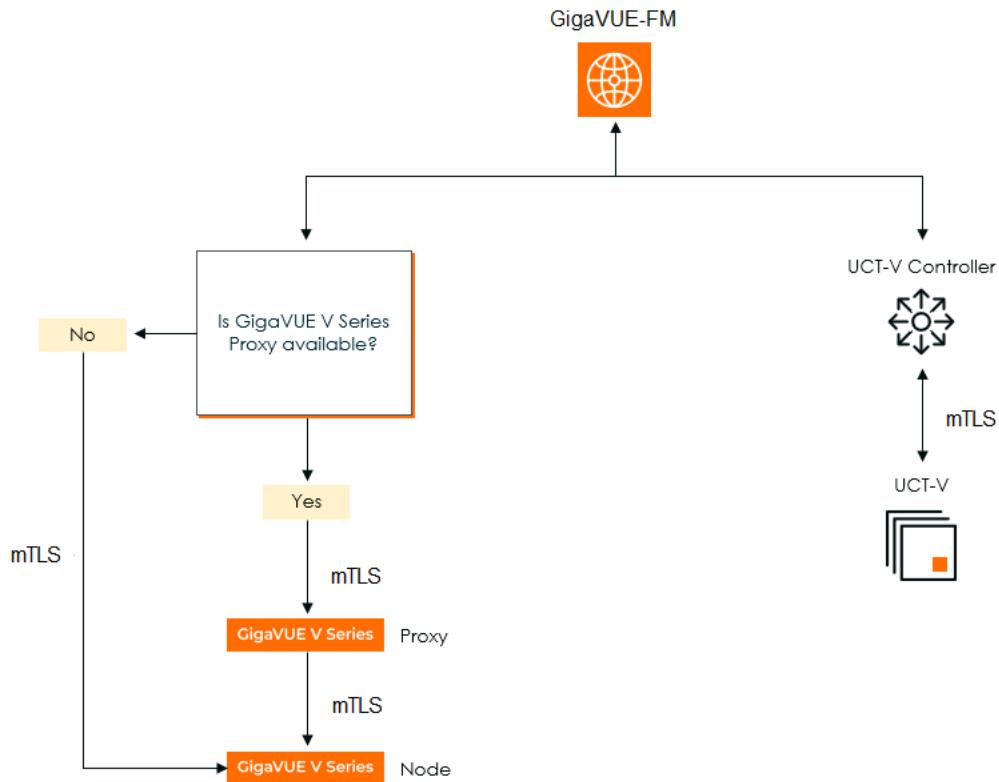 GigaVUE-FM
UCT-V Controller
Is GigaVUE V Series
Proxy available?
No
mTLS
UCT-V
Yes
mTLS
mTLS
GigaVUE V Series
Proxy
mTLS
GigaVUE V Series
Node